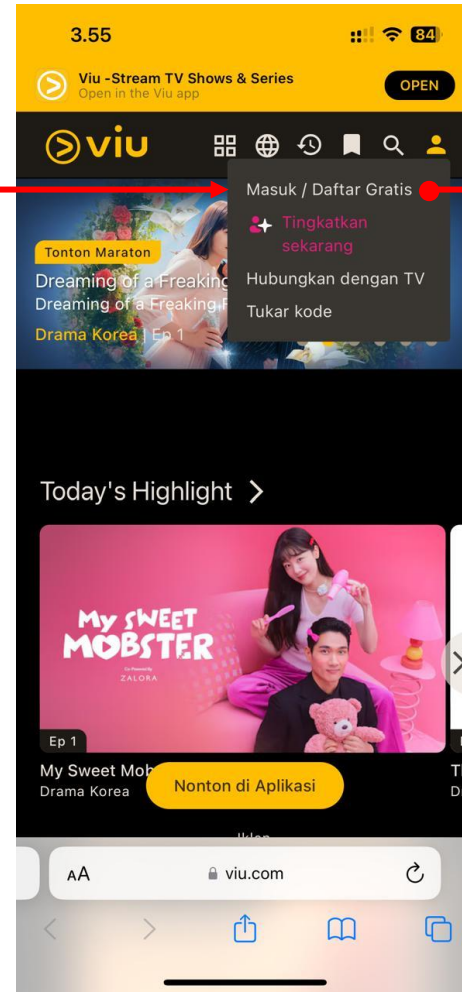 3.55
84
Viu -Stream TV Shows & Series
Open in the Viu app
OPEN
viu
Masuk / Daftar Gratis
Tingkatkan
sekarang
Hubungkan dengan TV
Tukar kode
Tonton Maraton
Dreaming of a Freaking
Dreaming of a Freaking F
Drama Korea | Ep 1
Today's Highlight
My SWEET
MOBSTER
Co-Presented by
ZALORA
Ep 1
My Sweet Mob
Drama Korea
Nonton di Aplikasi
T
D
Iklan
AA
viu.com